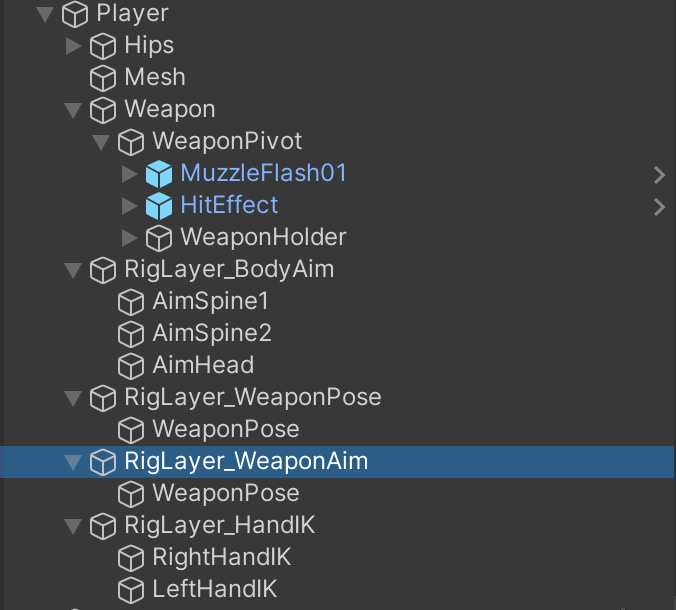 Player
Hips
Mesh
Weapon
WeaponPivot
MuzzleFlash01
HitEffect
WeaponHolder
RigLayer_BodyAim
AimSpine1
AimSpine2
AimHead
RigLayer_WeaponPose
WeaponPose
RigLayer_WeaponAim
WeaponPose
RigLayer_HandIK
RightHandIK
LeftHandIK